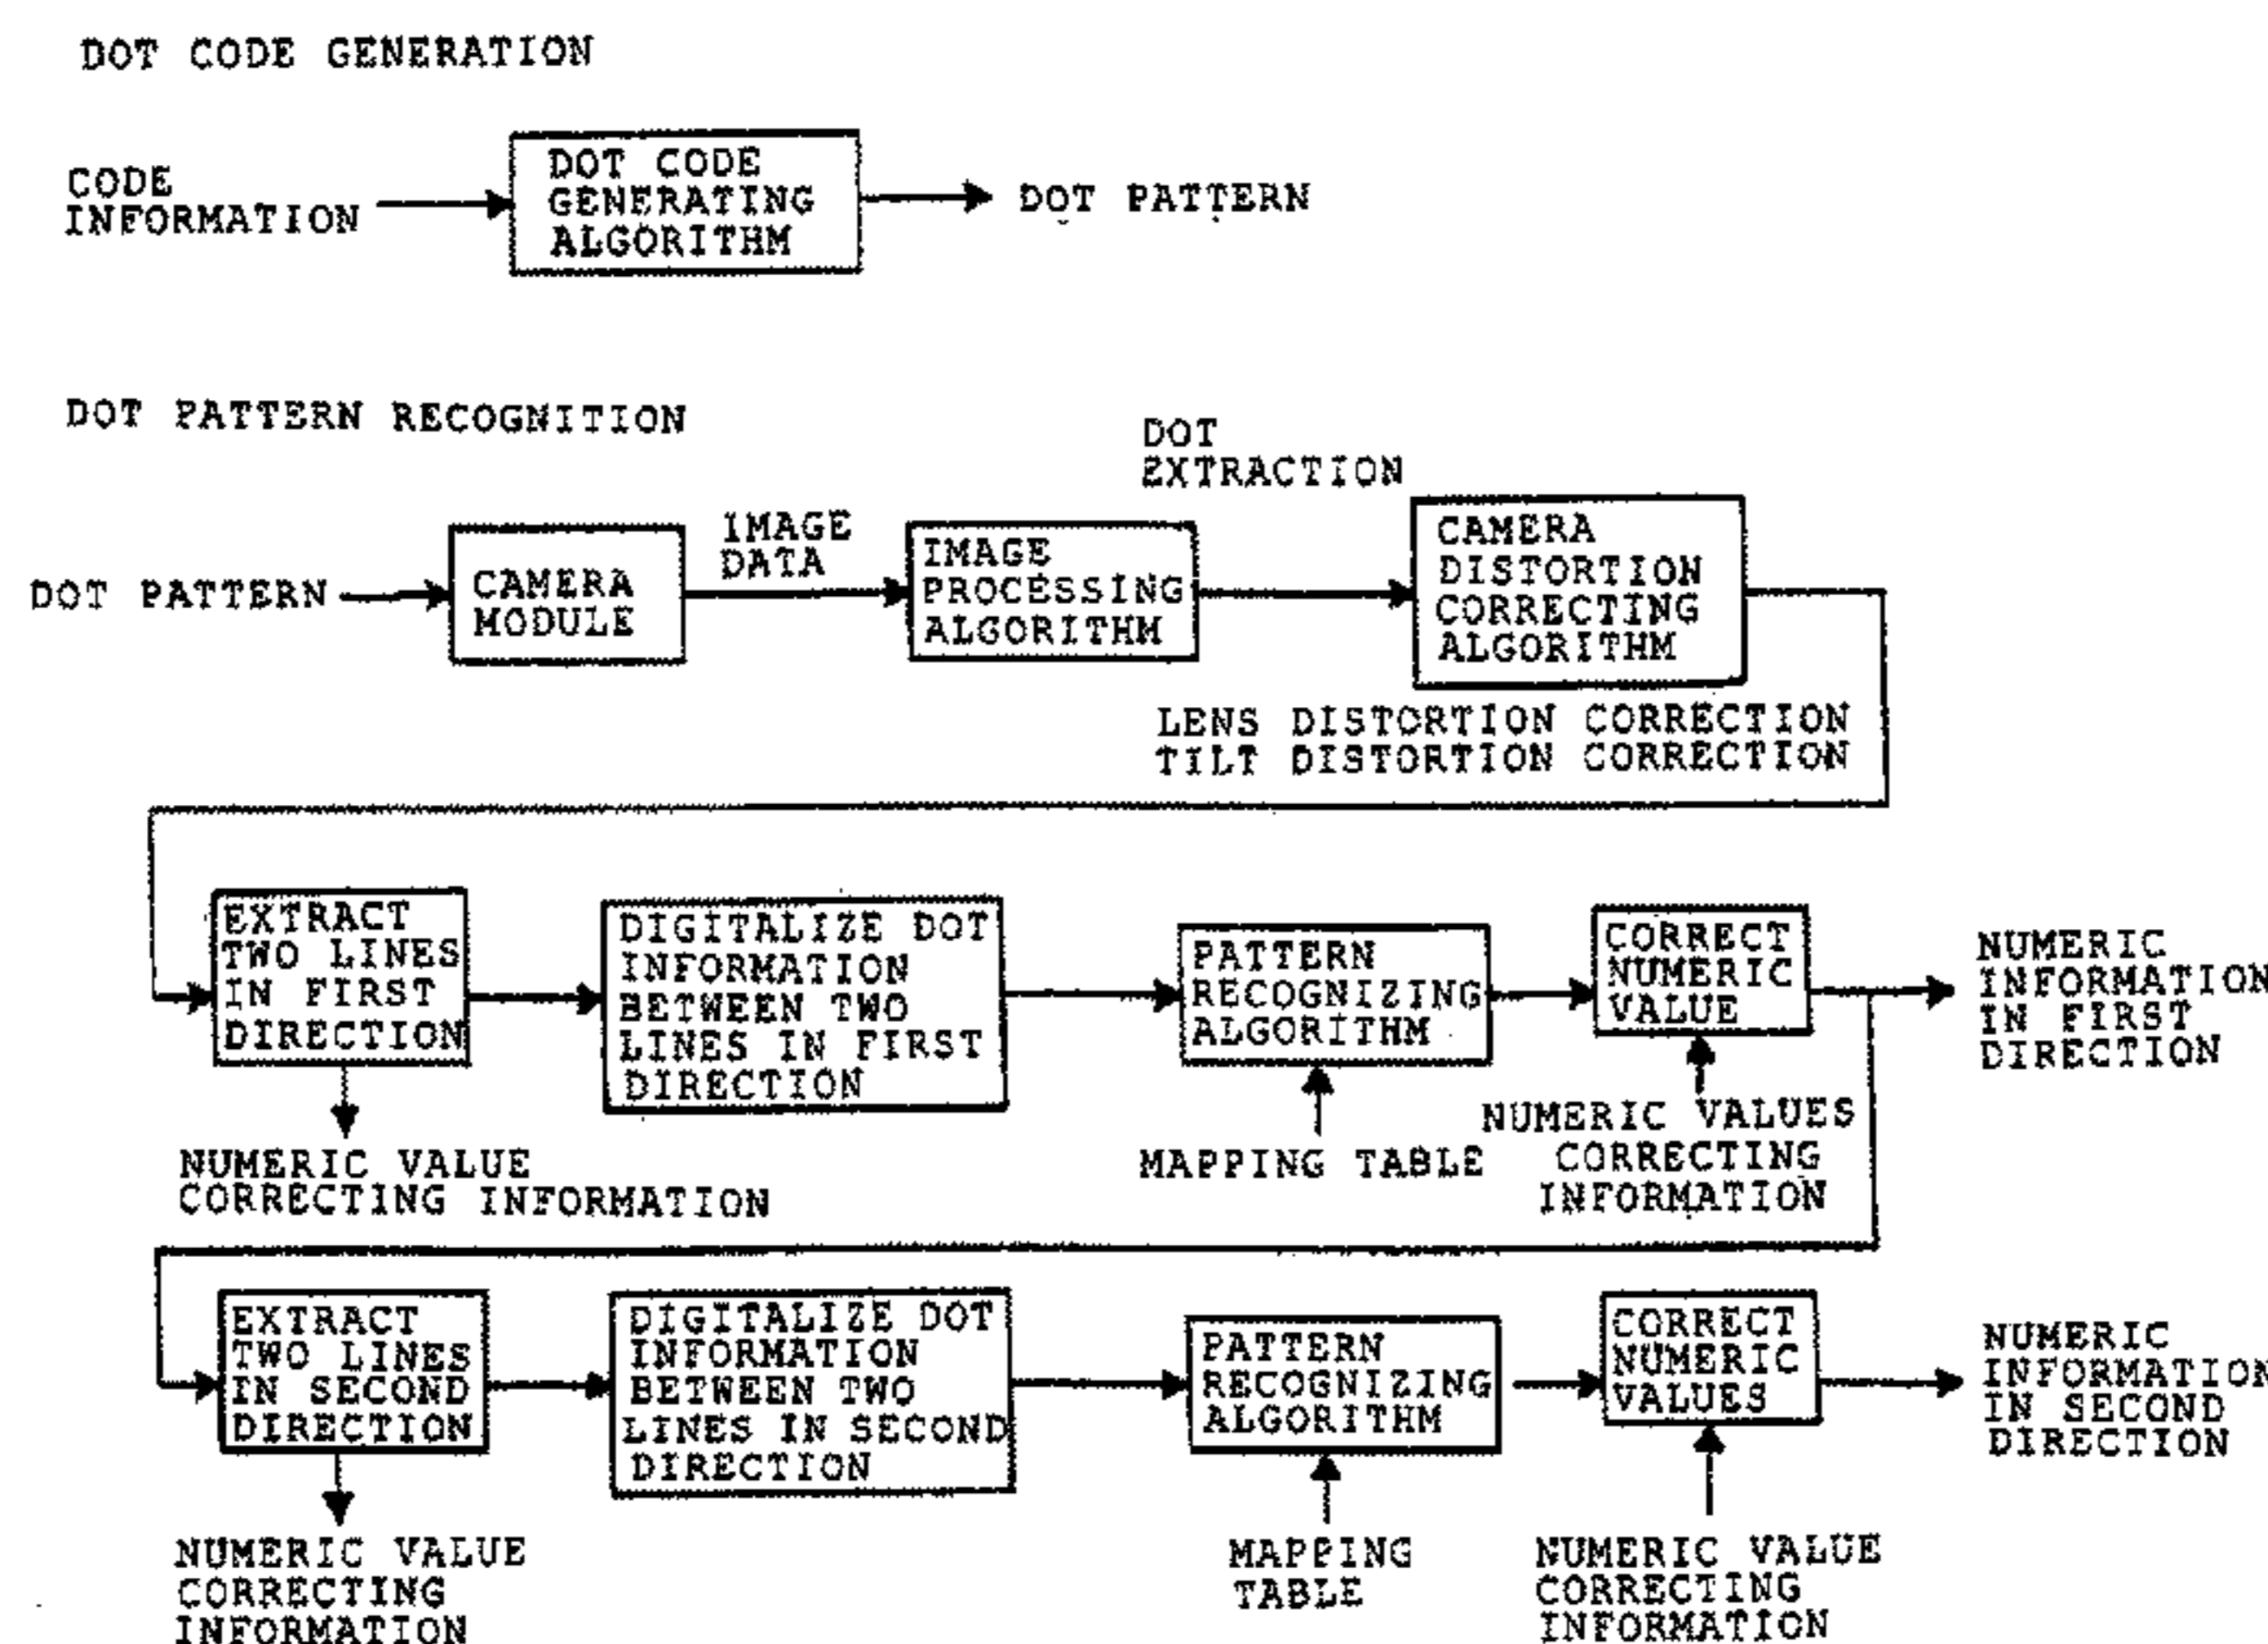 DOT CODE GENERATION
CODE
INFORMATION
DOT CODE
GENERATING
ALGORITHM
DOT PATTERN
DOT PATTERN RECOGNITION
DOT PATTERN
CAMERA
MODULE
IMAGE
DATA
IMAGE
PROCESSING
ALGORITHM
DOT
EXTRACTION
CAMERA
DISTORTION
CORRECTING
ALGORITHM
LENS DISTORTION CORRECTION
TILT DISTORTION CORRECTION
EXTRACT
TWO LINES
IN FIRST
DIRECTION
NUMERIC VALUE
CORRECTING INFORMATION
DIGITALIZE DOT
INFORMATION
BETWEEN TWO
LINES IN FIRST
DIRECTION
PATTERN
RECOGNIZING
ALGORITHM
MAPPING TABLE
CORRECT
NUMERIC
VALUE
NUMERIC VALUES
CORRECTING
INFORMATION
NUMERIC
INFORMATION
IN FIRST
DIRECTION
EXTRACT
TWO LINES
IN SECOND
DIRECTION
NUMERIC VALUE
CORRECTING
INFORMATION
DIGITALIZE DOT
INFORMATION
BETWEEN TWO
LINES IN SECOND
DIRECTION
PATTERN
RECOGNIZING
ALGORITHM
MAPPING
TABLE
CORRECT
NUMERIC
VALUES
NUMERIC VALUE
CORRECTING
INFORMATION
NUMERIC
INFORMATION
IN SECOND
DIRECTION